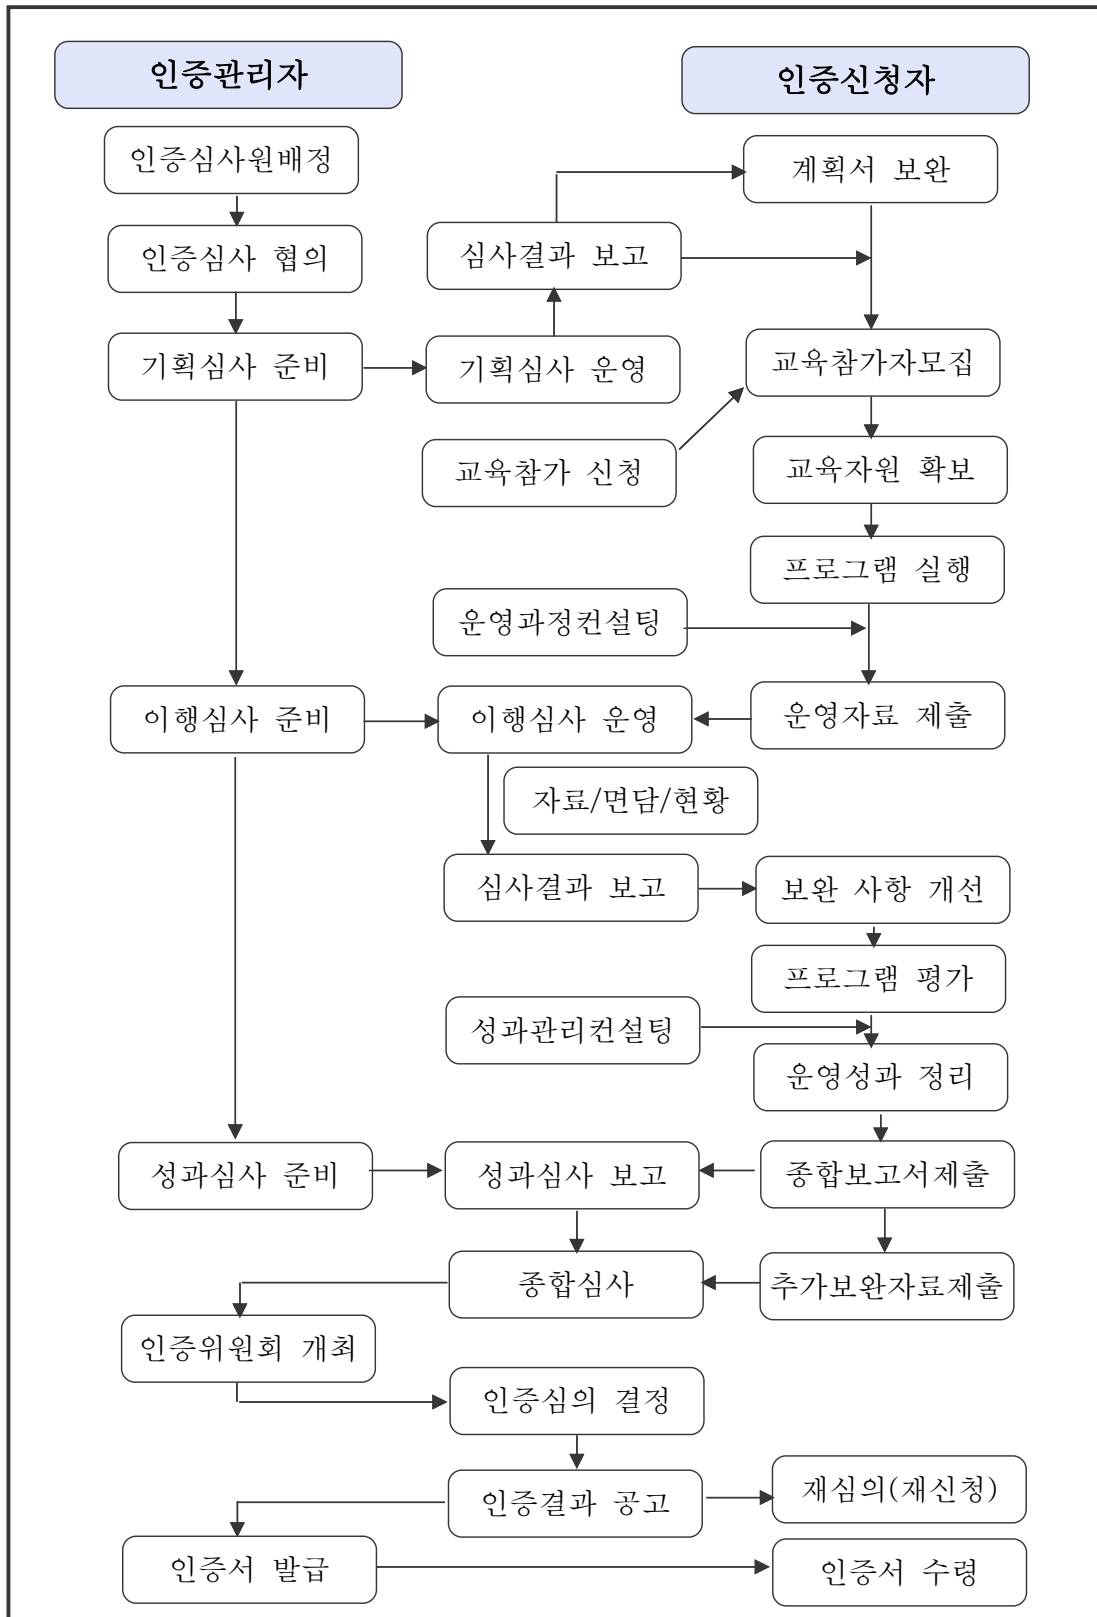 인증관리자
인증신청자
인증심사원배정
계획서 보완
인증심사 협의
심사결과 보고
기획심사 준비
기획심사 운영
교육참가자모집
교육참가 신청
교육자원 확보
프로그램 실행
운영과정컨설팅
이행심사 준비
이행심사 운영
운영자료 제출
자료/면담/현황
심사결과 보고
보완 사항 개선
프로그램 평가
성과관리컨설팅
운영성과 정리
성과심사 준비
성과심사 보고
종합보고서제출
종합심사
추가보완자료제출
인증위원회 개최
인증심의 결정
인증결과 공고
재심의(재신청)
인증서 발급
인증서 수령